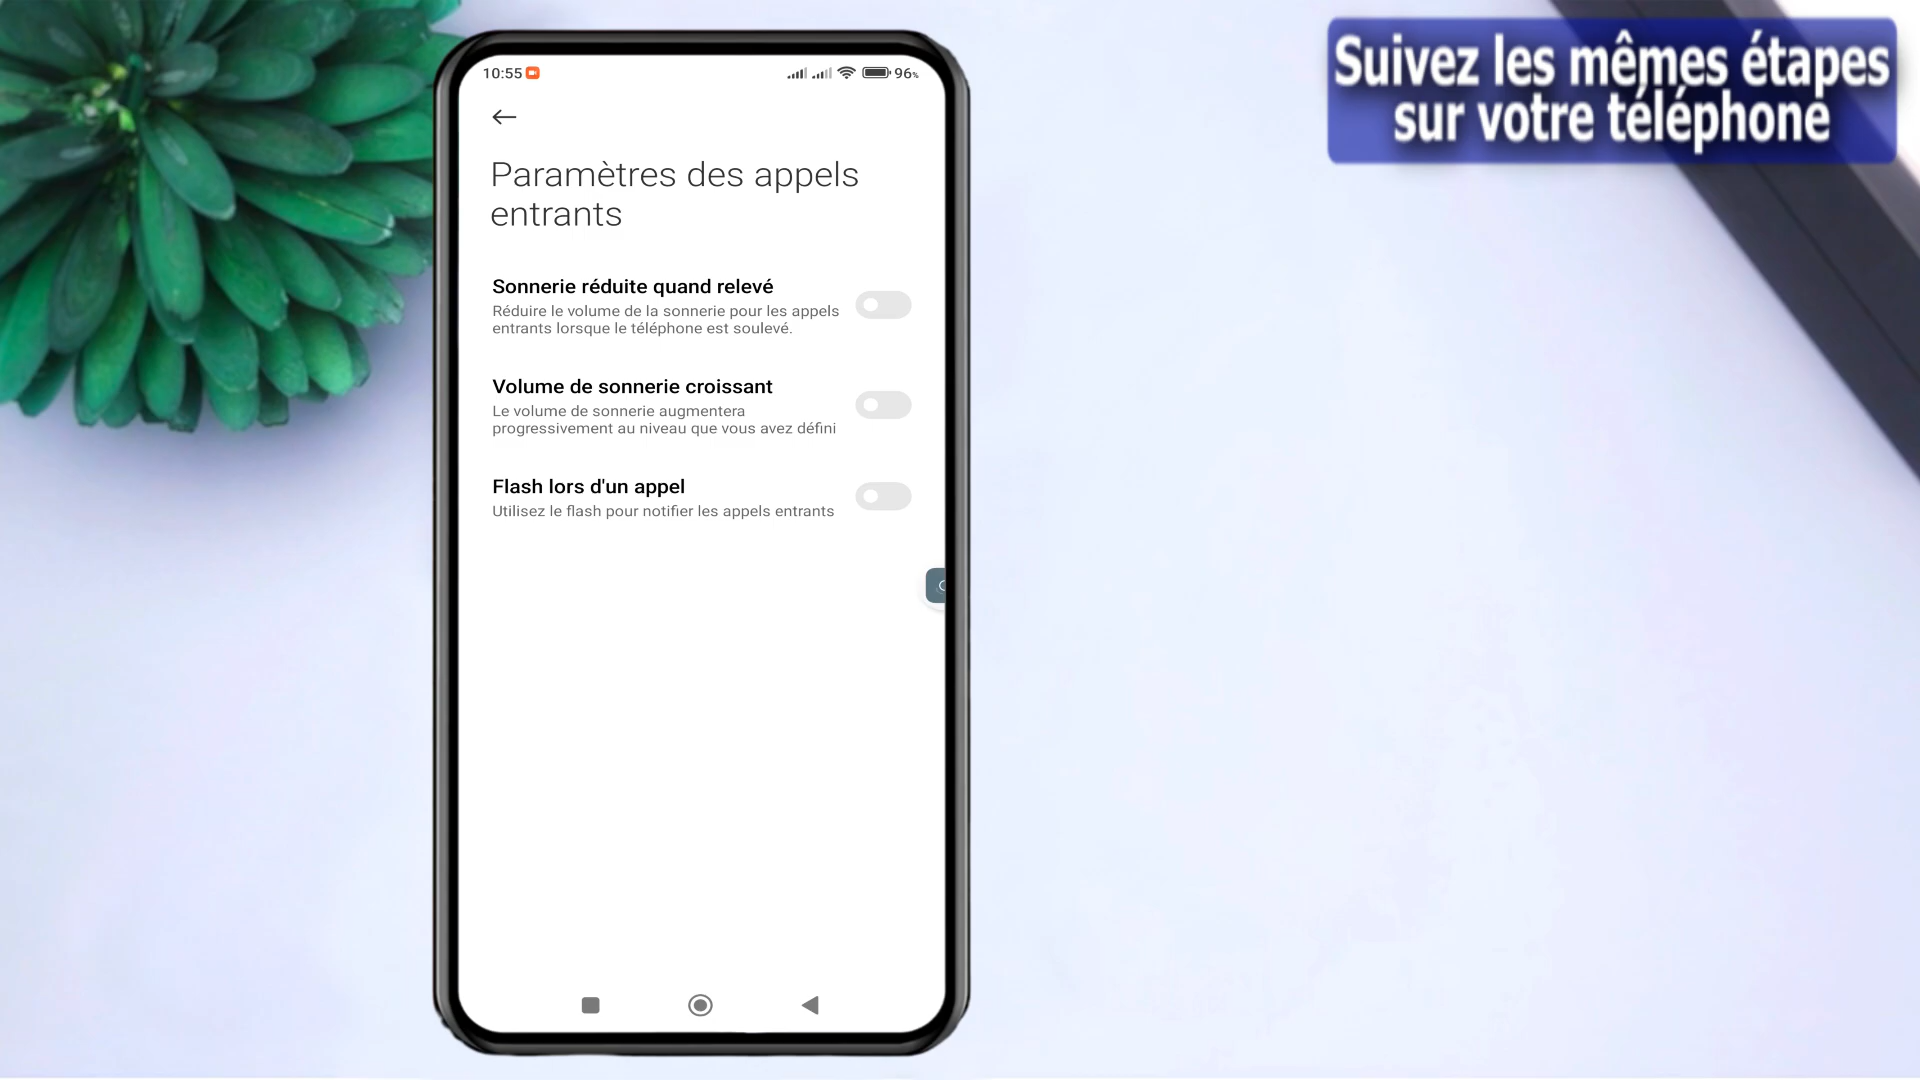 Suivez les mêmes étapes
sur votre téléphone
10:55
96%
Paramètres des appels
entrants
Sonnerie réduite quand relevé
Réduire le volume de la sonnerie pour les appels
entrants lorsque le téléphone est soulevé.
Volume de sonnerie croissant
Le volume de sonnerie augmentera
progressivement au niveau que vous avez défini
Flash lors d'un appel
Utilisez le flash pour notifier les appels entrants